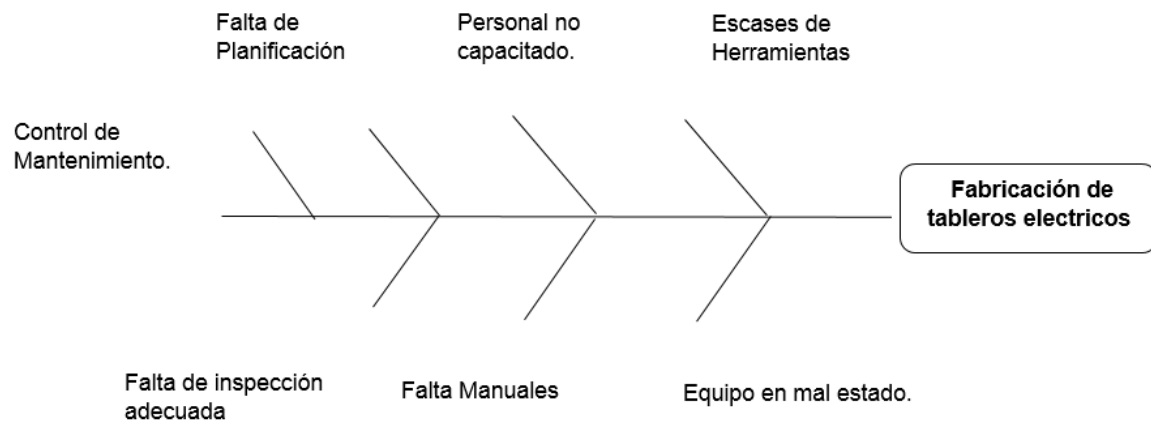 Falta de
Planificación
Personal no
capacitado.
Escases de
Herramientas
Control de
Mantenimiento.
Fabricación de
tableros electricos
Falta de inspección
adecuada
Falta Manuales
Equipo en mal estado.